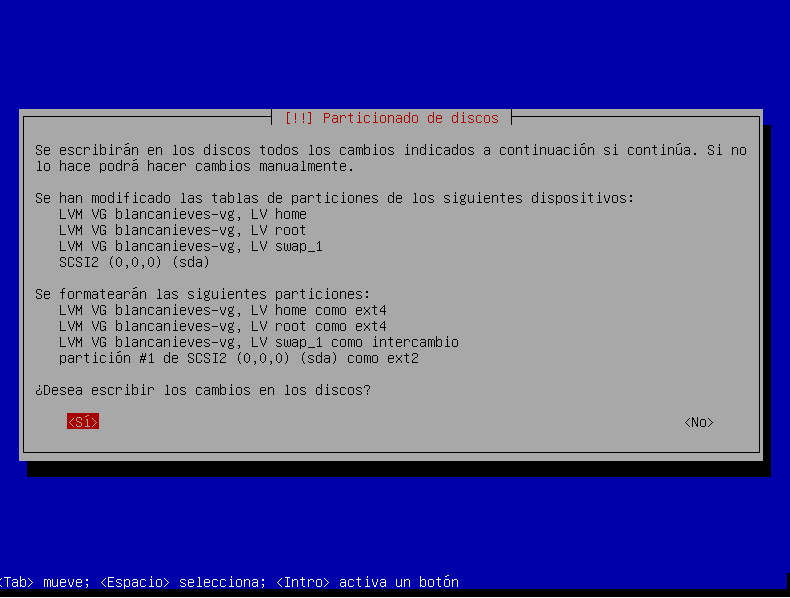 [!!] Particionado de discos
Se escribirán en los discos todos los cambios indicados a continuación si continúa. Si no
lo hace podrá hacer cambios manualmente.
Se han modificado las tablas de particiones de los siguientes dispositivos:
LVM VG blancanieves-vg, LV home
LVM VG blancanieves-vg, LV root
LVM VG blancanieves-vg, LV swap_1
SCSI2 (0,0,0) (sda)
Se formatearán las siguientes particiones:
LVM VG blancanieves-vg, LV home como ext4
LVM VG blancanieves-vg, LV root como ext4
LVM VG blancanieves-vg, LV swap_1 como intercambio
partición #1 de SCSI2 (0,0,0) (sda) como ext2
¿Desea escribir los cambios en los discos?
<Sí> <No>
<Tab> mueve; <Espacio> selecciona; <Intro> activa un botón